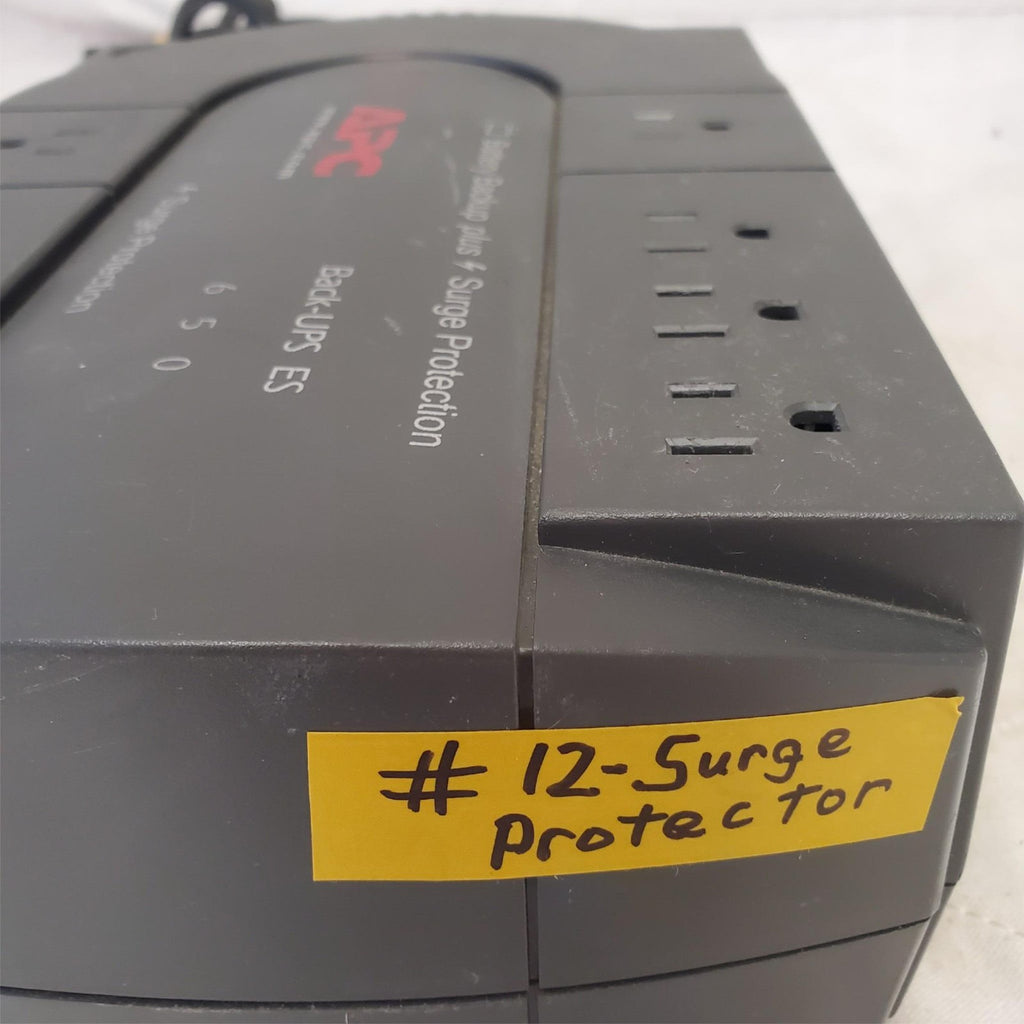 APC
Battery Backup plus Surge Protection
Back-UPS ES
650
Surge Protection
# 12-Surge
Protector